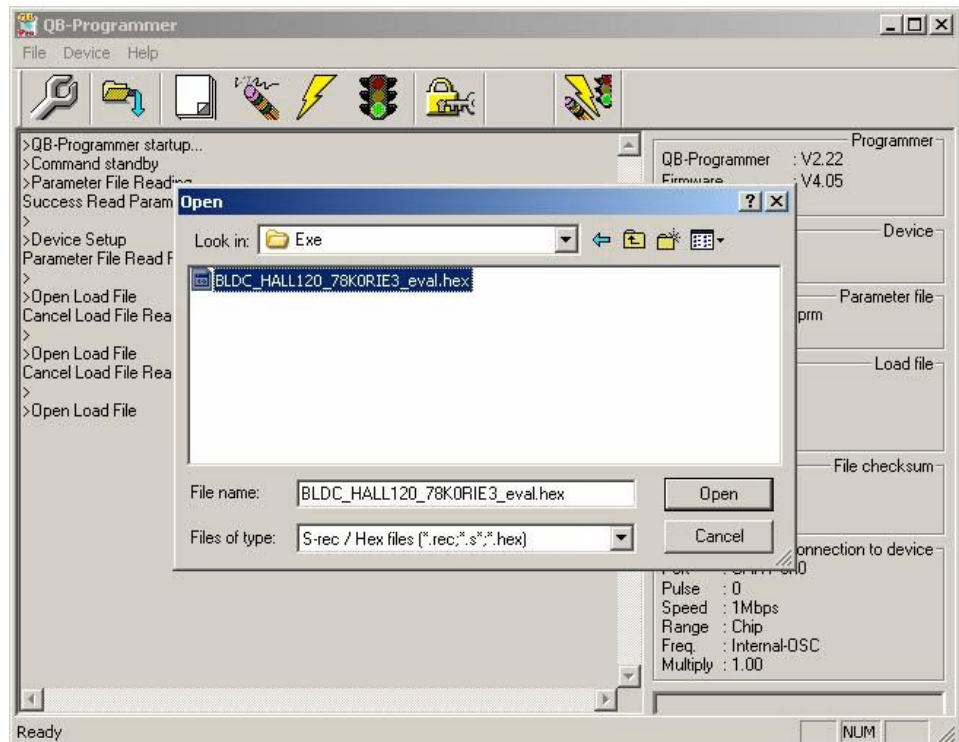 QB-Programmer
File Device Help
>QB-Programmer startup...
>Command standby
>Parameter File Reading
Success Read Param
>
>Device Setup
Parameter File Read F
>
>Open Load File
Cancel Load File Rea
>
>Open Load File
Cancel Load File Rea
>
>Open Load File
Programmer
QB-Programmer : V2.22
Firmware : V4.05
Device
Parameter file
prm
Load file
File checksum
onnection to device
Pulse : 0
Speed : 1Mbps
Range : Chip
Freq. : Internal-OSC
Multiply : 1.00
Open
Look in: Exe
BLDC_HALL120_78K0RIE3_eval.hex
File name: BLDC_HALL120_78K0RIE3_eval.hex
Open
Files of type: S-rec / Hex files (*.rec;*.s*;*.hex)
Cancel
Ready
NUM